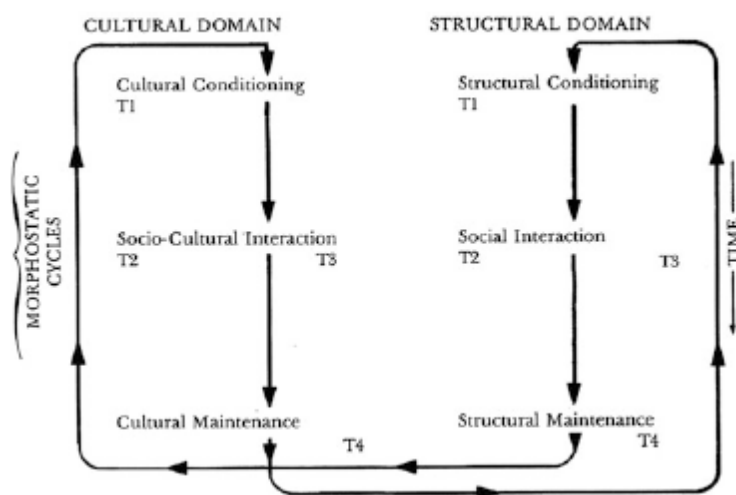 CULTURAL DOMAIN
STRUCTURAL DOMAIN
Cultural Conditioning
T1
Structural Conditioning
T1
MORPHOSTATIC
CYCLES
Socio-Cultural Interaction
T2 T3
Social Interaction
T2 T3
TIME
Cultural Maintenance
T4
Structural Maintenance
T4